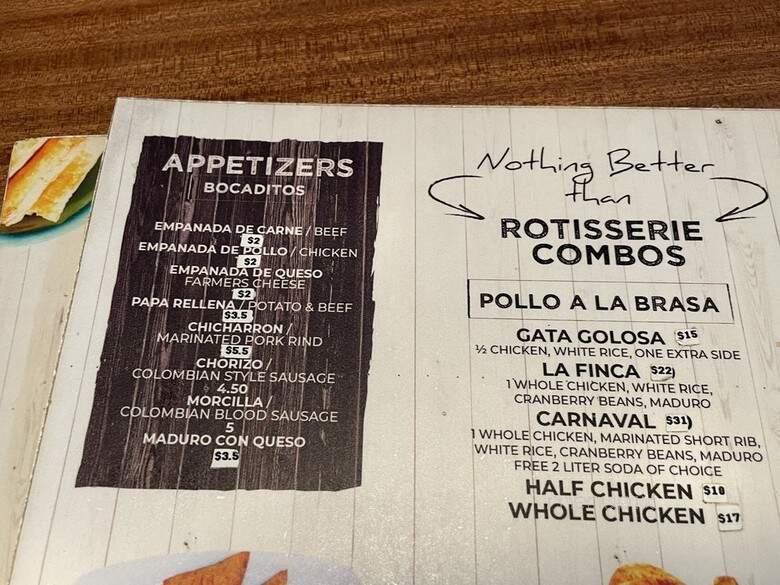 APPETIZERS
BOCADITOS
EMPANADA DE CARNE / BEEF
$2
EMPANADA DE POLLO / CHICKEN
$2
EMPANADA DE QUESO
FARMERS CHEESE
$2
PAPA RELLENA / POTATO & BEEF
$3.5
CHICHARRON /
MARINATED PORK RIND
$5.5
CHORIZO /
COLOMBIAN STYLE SAUSAGE
4.50
MORCILLA /
COLOMBIAN BLOOD SAUSAGE
5
MADURO CON QUESO
$3.5
Nothing Better
than
ROTISSERIE
COMBOS
POLLO A LA BRASA
GATA GOLOSA $15
½ CHICKEN, WHITE RICE, ONE EXTRA SIDE
LA FINCA $22)
1 WHOLE CHICKEN, WHITE RICE,
CRANBERRY BEANS, MADURO
CARNAVAL $31)
1 WHOLE CHICKEN, MARINATED SHORT RIB,
WHITE RICE, CRANBERRY BEANS, MADURO
FREE 2 LITER SODA OF CHOICE
HALF CHICKEN $10
WHOLE CHICKEN $17